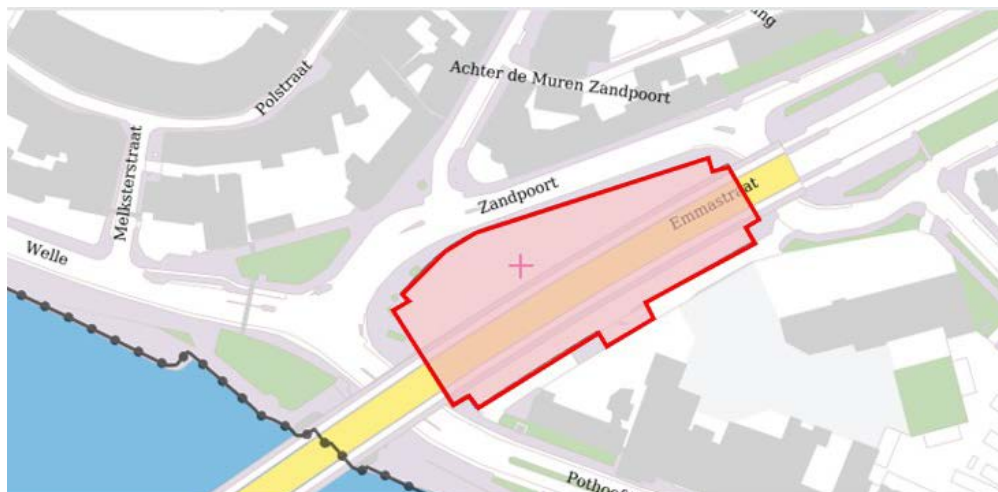 Polstraat
Achter de Muren Zandpoort
Melksterstraat
Zandpoort
Emmastraat
Welle